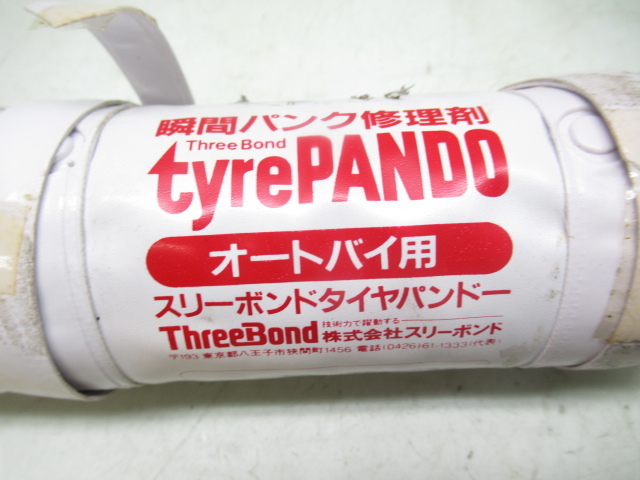 瞬間パンク修理剤
Three Bond
tyrePANDO
オートバイ用
スリーボンドタイヤパンドー
技術力で躍動する
ThreeBond 株式会社スリーボンド
〒193 東京都八王子市狭間町1456 電話(0426)61-1333(代表)